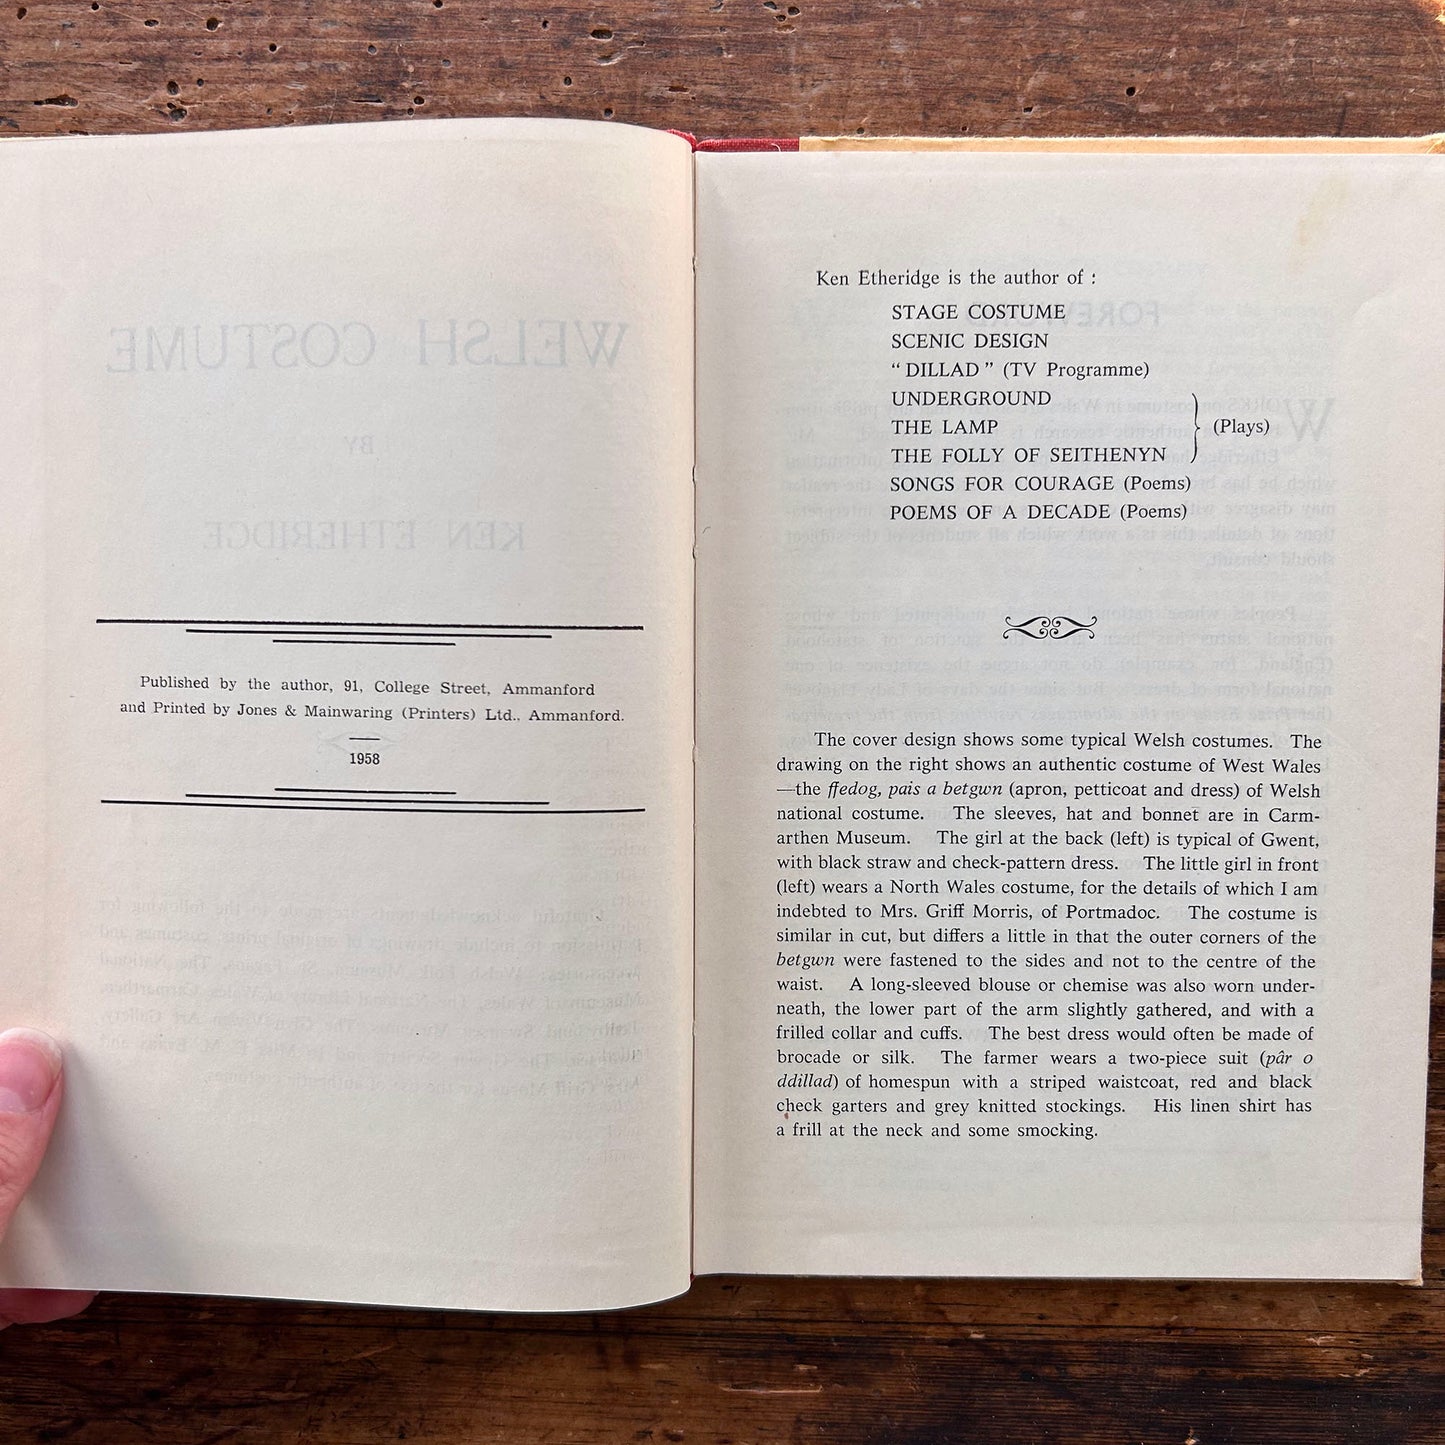 WELSH COSTUME
BY
KEN ETHERIDGE
Published by the author, 91, College Street, Ammanford
and Printed by Jones & Mainwaring (Printers) Ltd., Ammanford.
1958
Ken Etheridge is the author of :
STAGE COSTUME
SCENIC DESIGN
“ DILLAD ” (TV Programme)
UNDERGROUND
THE LAMP
(Plays)
THE FOLLY OF SEITHENYN
SONGS FOR COURAGE (Poems)
POEMS OF A DECADE (Poems)
The cover design shows some typical Welsh costumes. The
drawing on the right shows an authentic costume of West Wales
—the ffedog, pais a betgwn (apron, petticoat and dress) of Welsh
national costume. The sleeves, hat and bonnet are in Carm-
arthen Museum. The girl at the back (left) is typical of Gwent,
with black straw and check-pattern dress. The little girl in front
(left) wears a North Wales costume, for the details of which I am
indebted to Mrs. Griff Morris, of Portmadoc. The costume is
similar in cut, but differs a little in that the outer corners of the
betgwn were fastened to the sides and not to the centre of the
waist. A long-sleeved blouse or chemise was also worn under-
neath, the lower part of the arm slightly gathered, and with a
frilled collar and cuffs. The best dress would often be made of
brocade or silk. The farmer wears a two-piece suit (pâr o
ddillad) of homespun with a striped waistcoat, red and black
check garters and grey knitted stockings. His linen shirt has
a frill at the neck and some smocking.